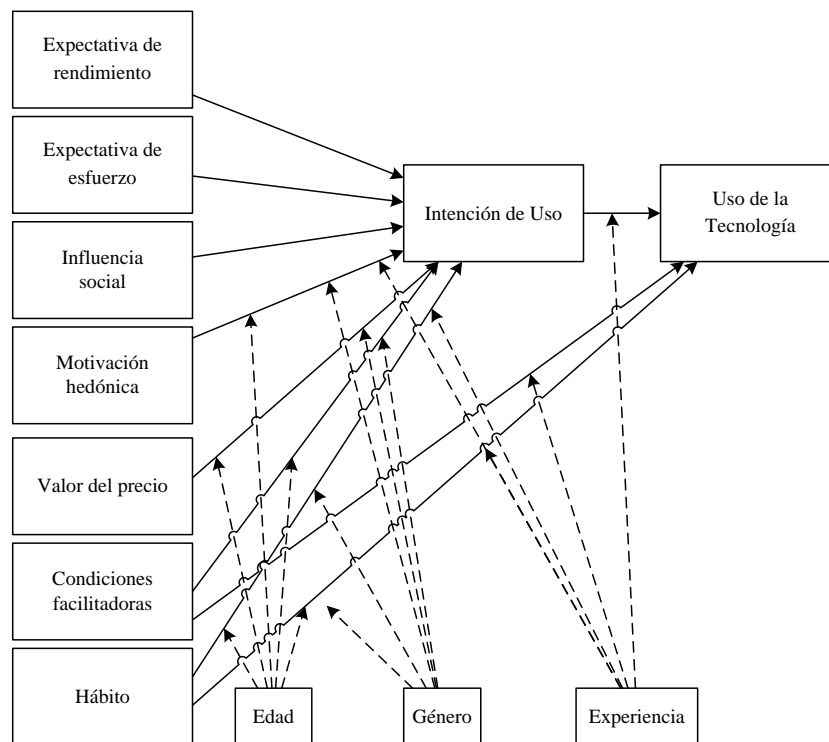 Expectativa de
rendimiento
Expectativa de
esfuerzo
Influencia
social
Motivación
hedónica
Valor del precio
Condiciones
facilitadoras
Hábito
Intención de Uso
Uso de la
Tecnología
Edad
Género
Experiencia